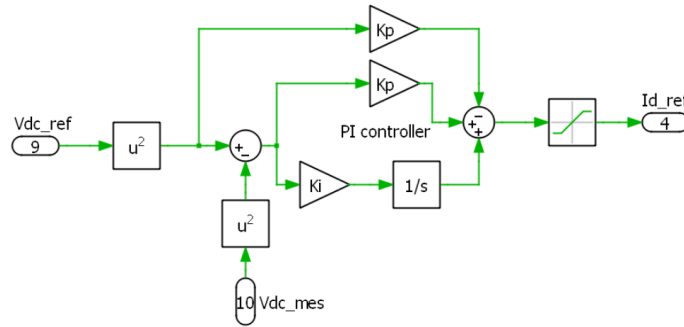 Kp
Kp
Vdc_ref
9
u²
+
−
−
+
+
PI controller
Id_ref
4
Ki
1/s
u²
10 Vdc_mes